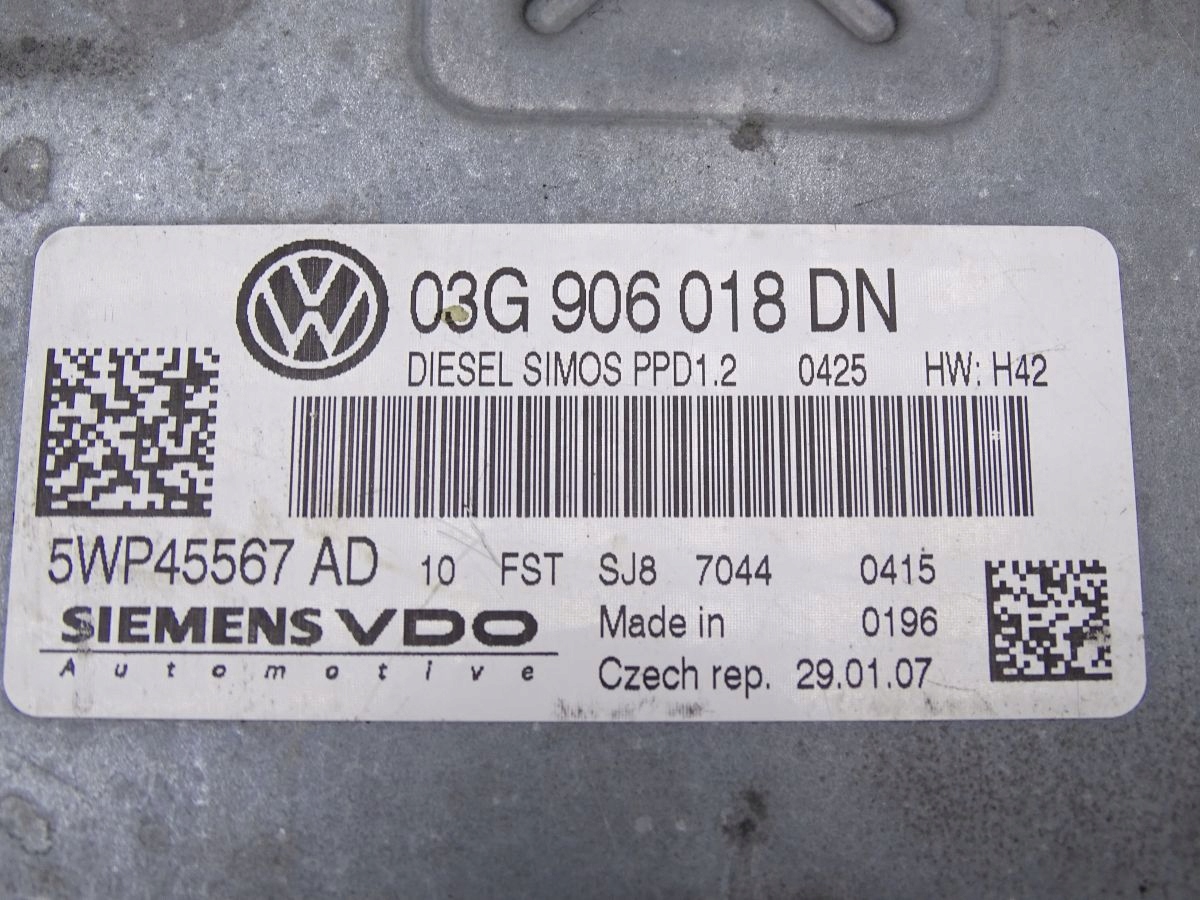 03G 906 018 DN
DIESEL SIMOS PPD1.2 0425 HW: H42
5WP45567 AD 10 FST SJ8 7044 0415
SIEMENS VDO
Automotive
Made in 0196
Czech rep. 29.01.07